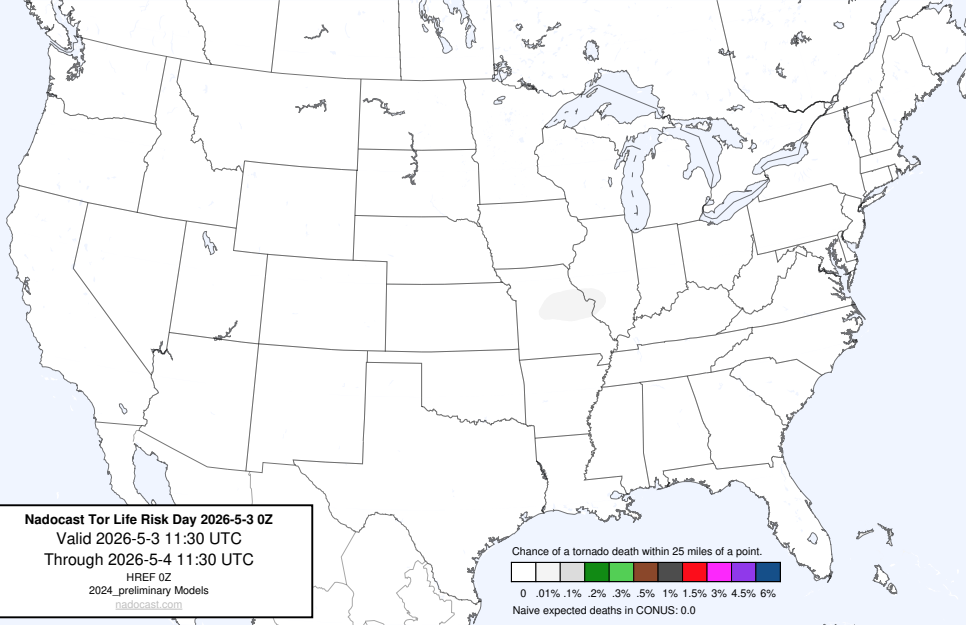 Nadocast Tor Life Risk Day 2026-5-3 0Z
Valid 2026-5-3 11:30 UTC
Through 2026-5-4 11:30 UTC
HREF 0Z
2024_preliminary Models
nadocast.com
Chance of a tornado death within 25 miles of a point.
0 .01% .1% .2% .3% .5% 1% 1.5% 3% 4.5% 6%
Naive expected deaths in CONUS: 0.0